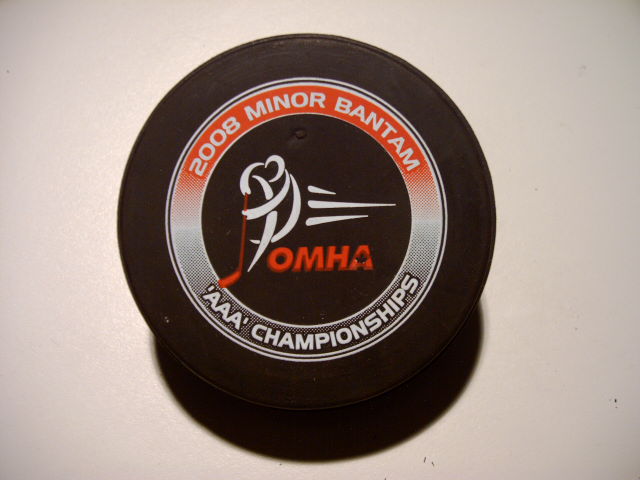 2008 MINOR BANTAM
OMHA
'AAA' CHAMPIONSHIPS